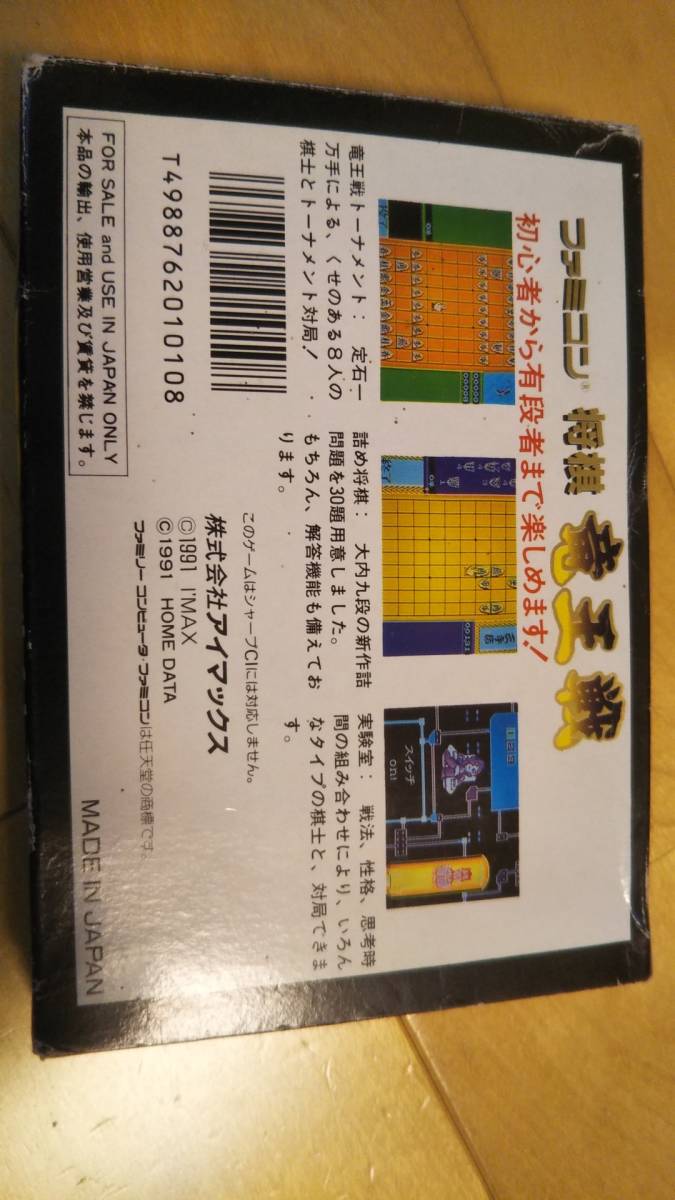 ファミコン® 将棋 竜王戦
初心者から有段者まで楽しめます!
スイッチ
on!
竜王戦トーナメント: 定石一
万手による、くせのある8人の
棋士とトーナメント対局!
詰め将棋: 大内九段の新作詰
問題を30題用意しました。
もちろん、解答機能も備えてお
ります。
実験室: 戦法、性格、思考時
間の組み合わせにより、いろん
なタイプの棋士と、対局できま
す。
T4988762010108
FOR SALE and USE IN JAPAN ONLY
本品の輸出、使用営業及び賃貸を禁じます。
このゲームはシャープC1には対応しません。
株式会社アイマックス
©1991 I'MAX
©1991 HOME DATA
ファミリーコンピュータ・ファミコンは任天堂の商標です。
MADE IN JAPAN